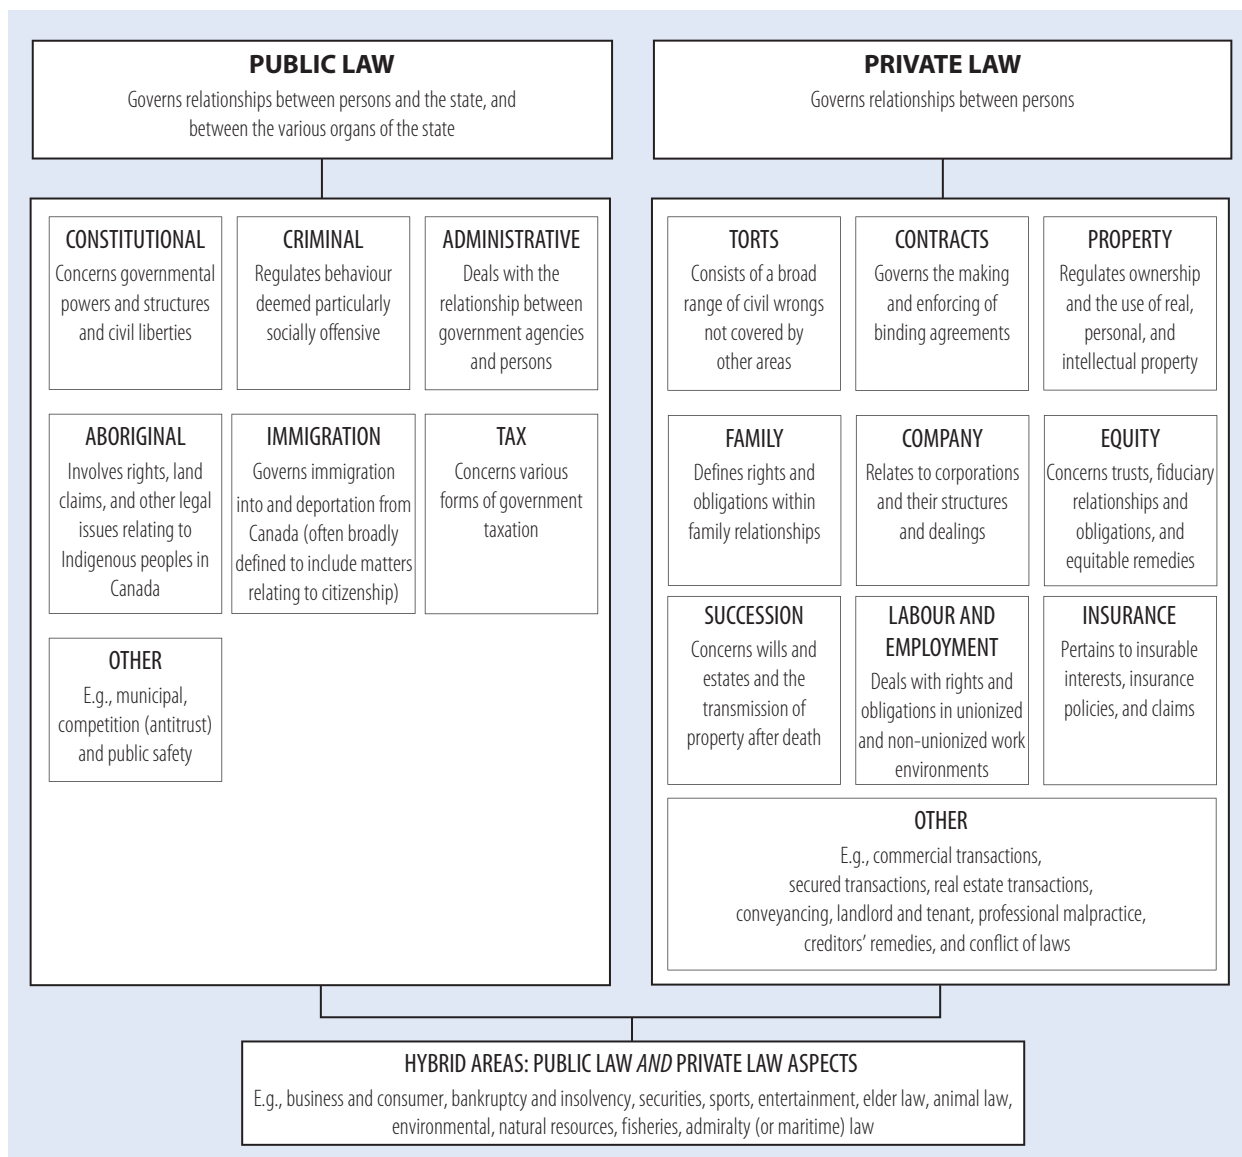 PUBLIC LAW
Governs relationships between persons and the state, and
between the various organs of the state
PRIVATE LAW
Governs relationships between persons
CONSTITUTIONAL
Concerns governmental
powers and structures
and civil liberties
CRIMINAL
Regulates behaviour
deemed particularly
socially offensive
ADMINISTRATIVE
Deals with the
relationship between
government agencies
and persons
ABORIGINAL
Involves rights, land
claims, and other legal
issues relating to
Indigenous peoples in
Canada
IMMIGRATION
Governs immigration
into and deportation from
Canada (often broadly
defined to include matters
relating to citizenship)
TAX
Concerns various
forms of government
taxation
OTHER
E.g., municipal,
competition (antitrust)
and public safety
TORTS
Consists of a broad
range of civil wrongs
not covered by
other areas
CONTRACTS
Governs the making
and enforcing of
binding agreements
PROPERTY
Regulates ownership
and the use of real,
personal, and
intellectual property
FAMILY
Defines rights and
obligations within
family relationships
COMPANY
Relates to corporations
and their structures
and dealings
EQUITY
Concerns trusts, fiduciary
relationships and
obligations, and
equitable remedies
SUCCESSION
Concerns wills and
estates and the
transmission of
property after death
LABOUR AND
EMPLOYMENT
Deals with rights and
obligations in unionized
and non-unionized work
environments
INSURANCE
Pertains to insurable
interests, insurance
policies, and claims
OTHER
E.g., commercial transactions,
secured transactions, real estate transactions,
conveyancing, landlord and tenant, professional malpractice,
creditors' remedies, and conflict of laws
HYBRID AREAS: PUBLIC LAW AND PRIVATE LAW ASPECTS
E.g., business and consumer, bankruptcy and insolvency, securities, sports, entertainment, elder law, animal law,
environmental, natural resources, fisheries, admiralty (or maritime) law